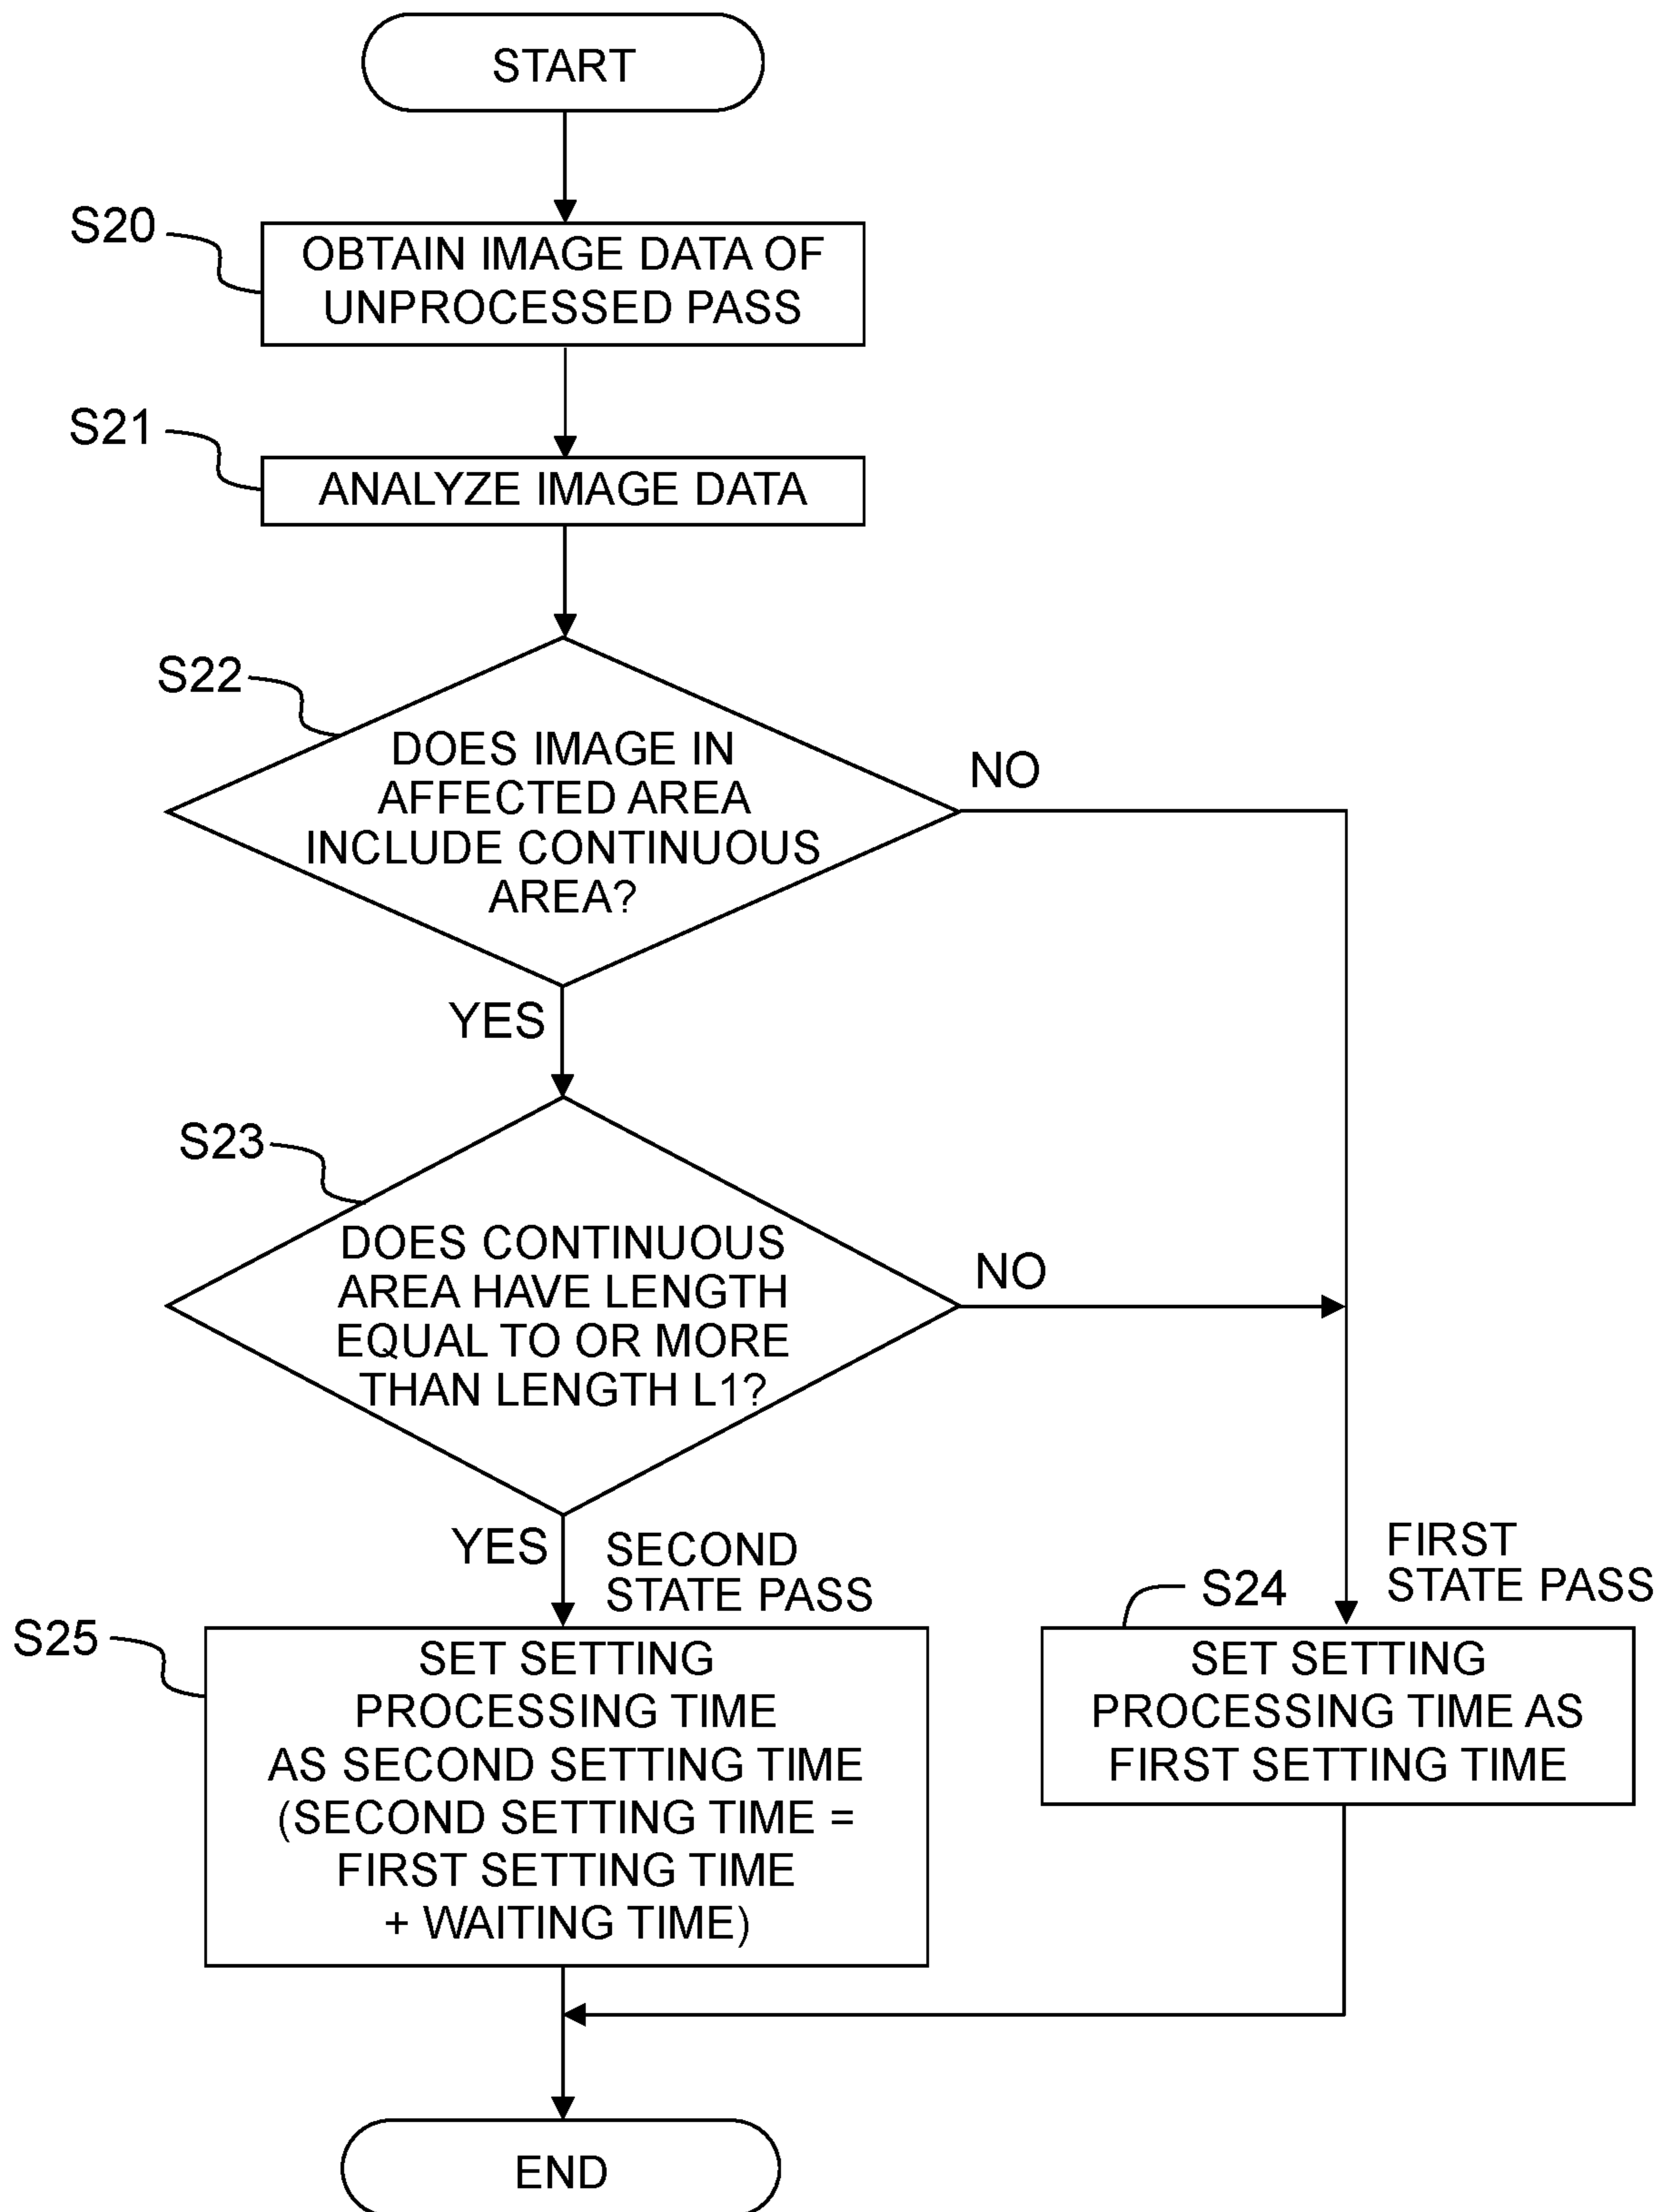 START
S20
OBTAIN IMAGE DATA OF
UNPROCESSED PASS
S21
ANALYZE IMAGE DATA
S22
DOES IMAGE IN
AFFECTED AREA
INCLUDE CONTINUOUS
AREA?
NO
YES
S23
DOES CONTINUOUS
AREA HAVE LENGTH
EQUAL TO OR MORE
THAN LENGTH L1?
NO
YES
SECOND
STATE PASS
FIRST
STATE PASS
S25
SET SETTING
PROCESSING TIME
AS SECOND SETTING TIME
(SECOND SETTING TIME =
FIRST SETTING TIME
+ WAITING TIME)
S24
SET SETTING
PROCESSING TIME AS
FIRST SETTING TIME
END